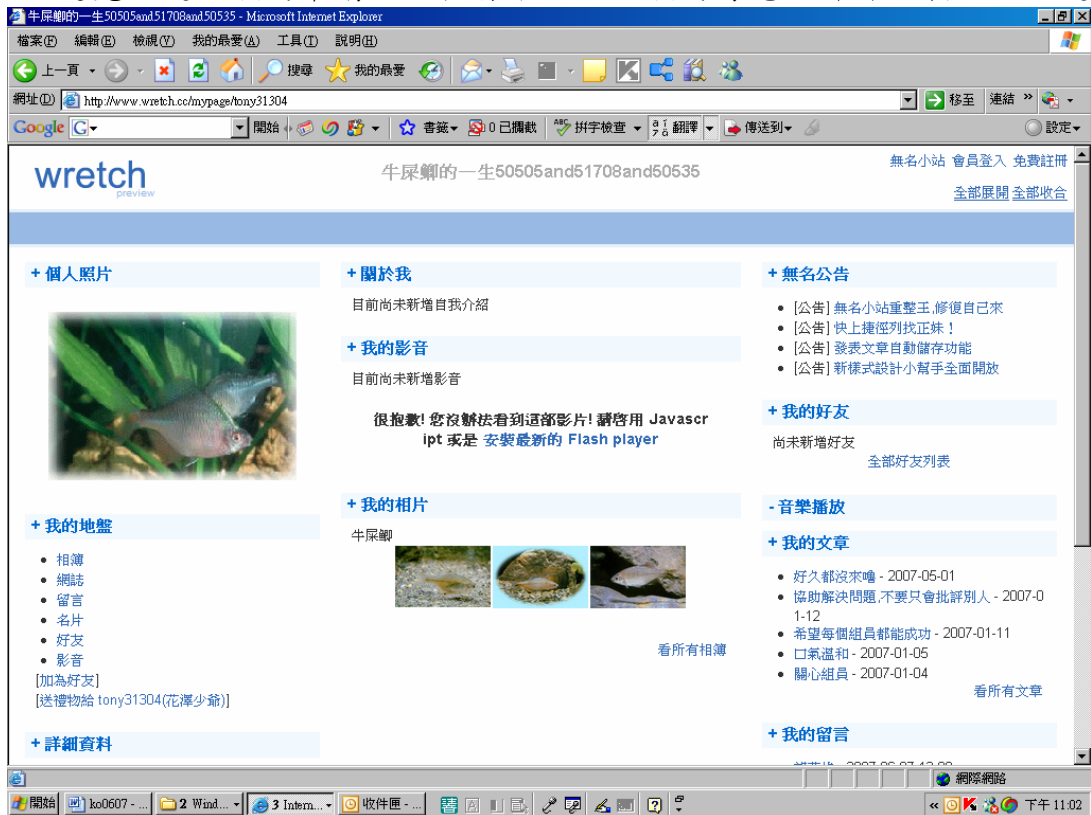 牛屎鯽的一生50505and51708and50535 - Microsoft Internet Explorer
檔案(F) 編輯(E) 檢視(V) 我的最愛(A) 工具(T) 說明(H)
上一頁 搜尋 我的最愛
網址(D) http://www.wretch.cc/mypage/tony31304 移至 連結 »
Google G 開始 書籤 0 已攔截 ABC 拼字檢查 翻譯 傳送到 設定
wretch
preview
牛屎鯽的一生50505and51708and50535
無名小站 會員登入 免費註冊
全部展開 全部收合
+ 個人照片
+ 我的地盤
相簿
網誌
留言
名片
好友
影音
[加為好友]
[送禮物給 tony31304(花澤少爺)]
+ 詳細資料
+ 關於我
目前尚未新增自我介紹
+ 我的影音
目前尚未新增影音
很抱歉! 您沒辦法看到這部影片! 請啓用 Javascr
ipt 或是 安裝最新的 Flash player
+ 我的相片
牛屎鯽
看所有相簿
+ 無名公告
[公告] 無名小站重整王,修復自己來
[公告] 快上捷徑列找正妹！
[公告] 發表文章自動儲存功能
[公告] 新樣式設計小幫手全面開放
+ 我的好友
尚未新增好友
全部好友列表
- 音樂播放
+ 我的文章
好久都沒來嚕 - 2007-05-01
協助解決問題,不要只會批評別人 - 2007-0
1-12
希望每個組員都能成功 - 2007-01-11
口氣溫和 - 2007-01-05
關心組員 - 2007-01-04
看所有文章
+ 我的留言
網際網路
開始 ko0607 - ... 2 Wind... 3 Intern... 收件匣 - ... « 下午 11:02